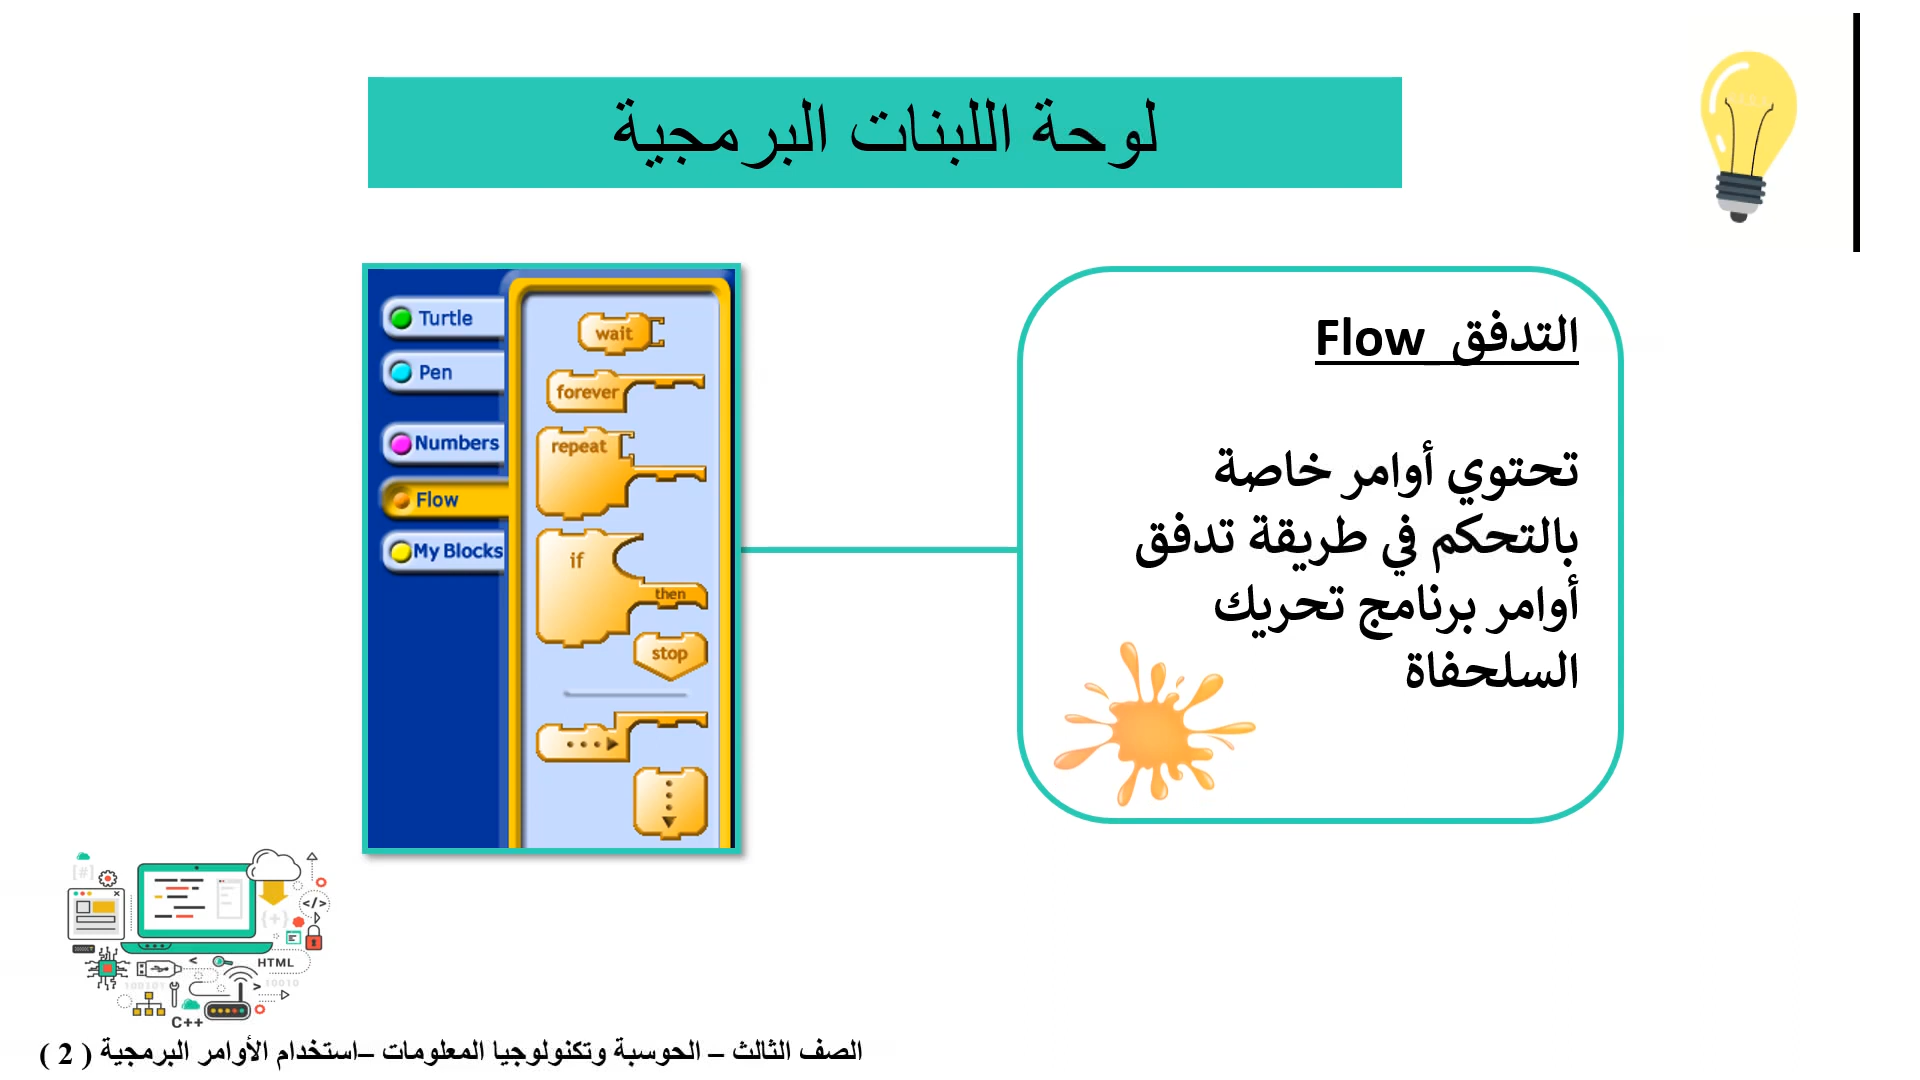 لوحة اللبنات البرمجية
التدفق Flow
تحتوي أوامر خاصة
بالتحكم في طريقة تدفق
أوامر برنامج تحريك
السلحفاة
Turtle
Pen
Numbers
Flow
My Blocks
wait
forever
repeat
if
then
stop
[#]
</>
{+}
HTML
10010
C++
الصف الثالث – الحوسبة وتكنولوجيا المعلومات –استخدام الأوامر البرمجية ( 2 )